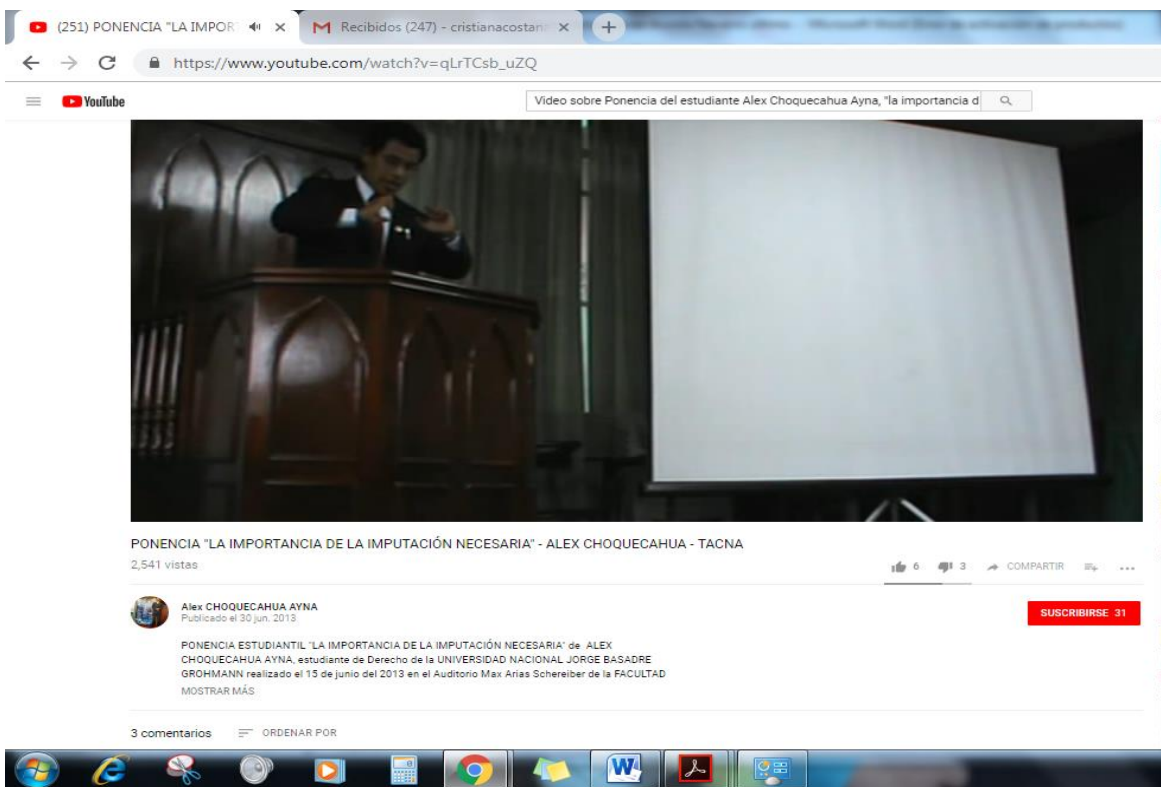 (251) PONENCIA "LA IMPOR
Recibidos (247) - cristianacostan
https://www.youtube.com/watch?v=qLrTCsb_uZQ
YouTube
Video sobre Ponencia del estudiante Alex Choquecahua Ayna, "la importancia d
PONENCIA "LA IMPORTANCIA DE LA IMPUTACIÓN NECESARIA" - ALEX CHOQUECAHUA - TACNA
2,541 vistas
6 3 COMPARTIR
Alex CHOQUECAHUA AYNA
Publicado el 30 jun. 2013
SUSCRIBIRSE 31
PONENCIA ESTUDIANTIL "LA IMPORTANCIA DE LA IMPUTACIÓN NECESARIA" de ALEX
CHOQUECAHUA AYNA, estudiante de Derecho de la UNIVERSIDAD NACIONAL JORGE BASADRE
GROHMANN realizado el 15 de junio del 2013 en el Auditorio Max Arias Schereiber de la FACULTAD
MOSTRAR MÁS
3 comentarios ORDENAR POR